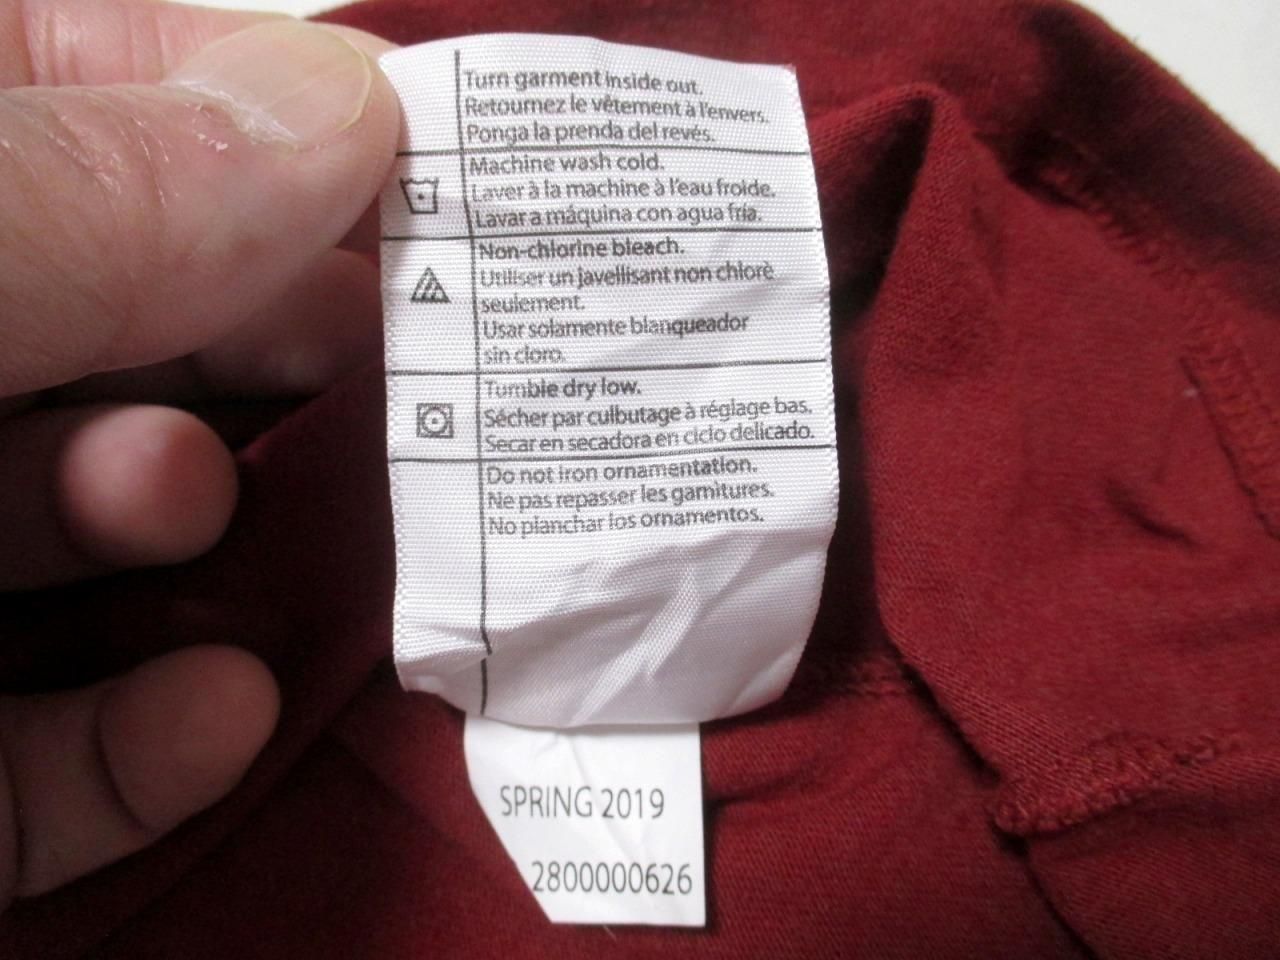 Turn garment inside out.
Retournez le vêtement à l'envers.
Ponga la prenda del revés.
Machine wash cold.
Laver à la machine à l'eau froide.
Lavar a máquina con agua fría.
Non-chlorine bleach.
Utiliser un javellisant non chloré
seulement.
Usar solamente blanqueador
sin cloro.
Tumble dry low.
Sécher par culbutage à réglage bas.
Secar en secadora en ciclo delicado.
Do not iron ornamentation.
Ne pas repasser les garnitures.
No planchar los ornamentos.
SPRING 2019
2800000626